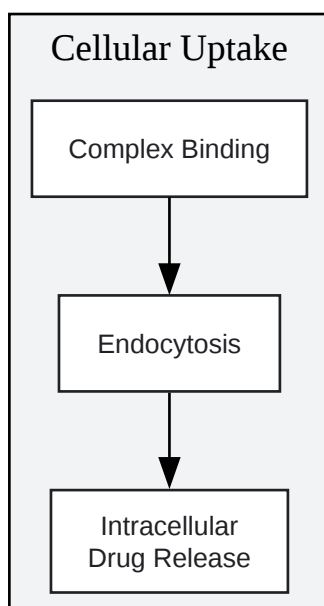 Cellular Uptake
Complex Binding
Endocytosis
Intracellular
Drug Release